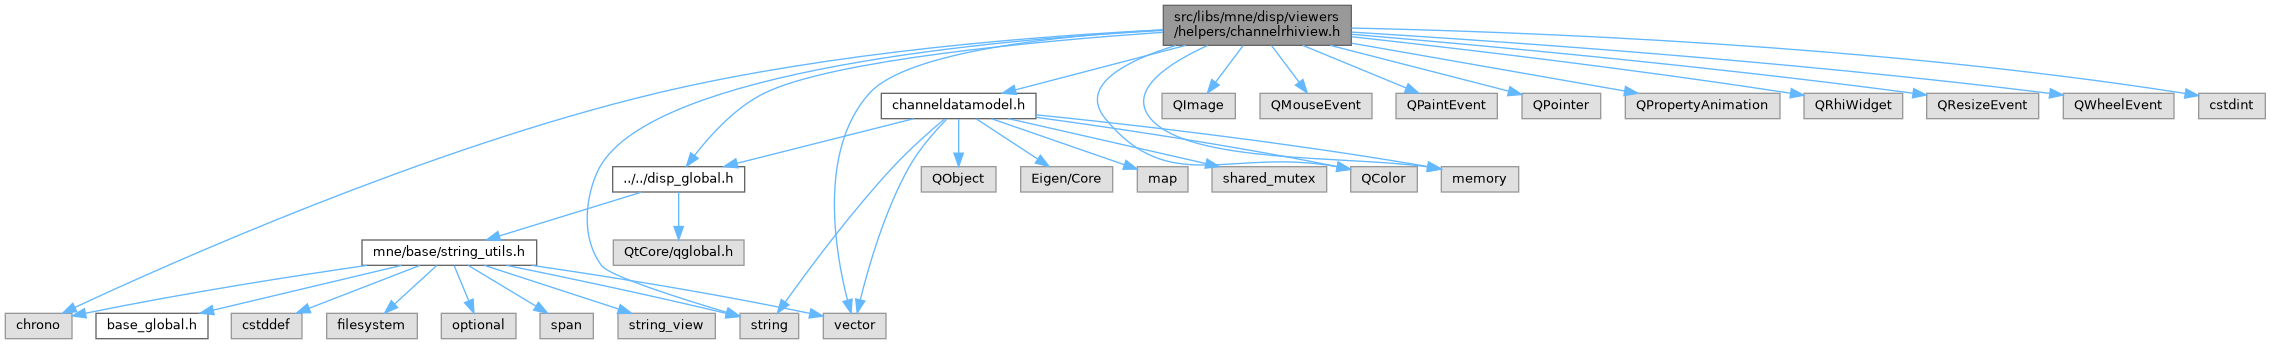 src/libs/mne/disp/viewers
/helpers/channelrhiview.h
channeldatamodel.h
QImage
QMouseEvent
QPaintEvent
QPointer
QPropertyAnimation
QRhiWidget
QResizeEvent
QWheelEvent
cstdint
../../disp_global.h
QObject
Eigen/Core
map
shared_mutex
QColor
memory
mne/base/string_utils.h
QtCore/qglobal.h
chrono
base_global.h
cstddef
filesystem
optional
span
string_view
string
vector